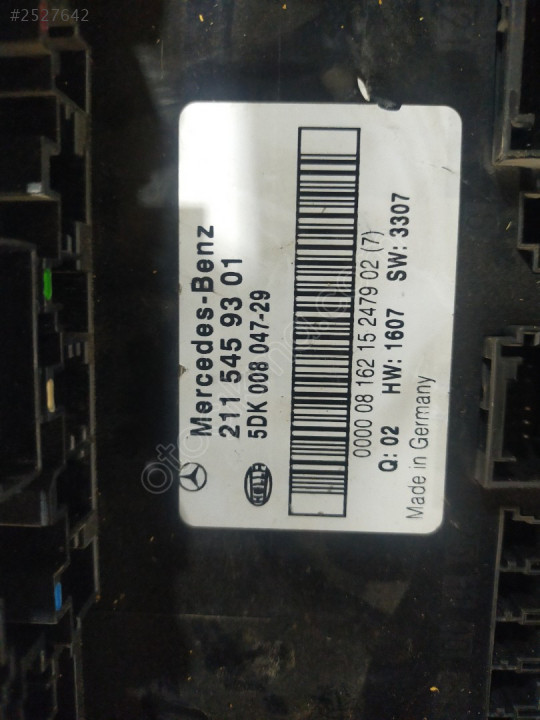 #2527642
Mercedes-Benz
211 545 93 01
5DK 008 047-29
HELLA
0000 08 162 15 2479 02 (7)
Q: 02 HW: 1607 SW: 3307
Made in Germany